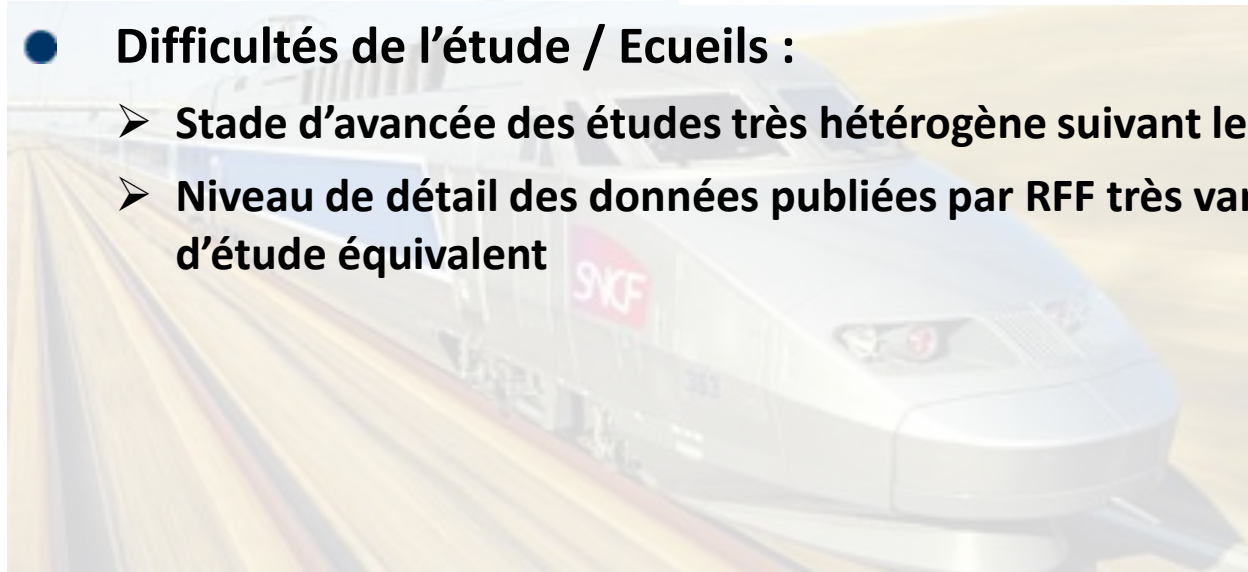 Difficultés de l’étude / Ecueils :
Stade d’avancée des études très hétérogène suivant le
Niveau de détail des données publiées par RFF très var
d’étude équivalent
SNCF